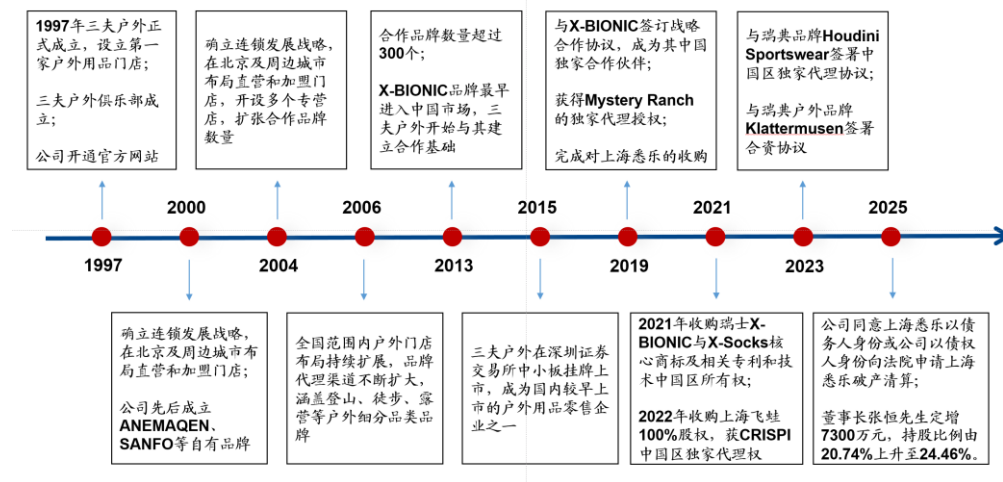 1997年三夫户外正
式成立，设立第一
家户外用品门店；
三夫户外俱乐部成
立；
公司开通官方网站
确立连锁发展战略，
在北京及周边城市
布局直营和加盟门
店，开设多个专营
店，扩张合作品牌
数量
合作品牌数量超过
300个；
X-BIONIC品牌最早
进入中国市场，三
夫户外开始与其建
立合作基础
与X-BIONIC签订战略
合作协议，成为其中国
独家合作伙伴；
获得Mystery Ranch
的独家代理授权；
完成对上海悉乐的收购
与瑞典品牌Houdini
Sportswear签署中
国区独家代理协议；
与瑞典户外品牌
Klattermusen签署
合资协议
2000
2006
2015
2021
2025
1997
2004
2013
2019
2023
确立连锁发展战略，
在北京及周边城市布
局直营和加盟门店；
公司先后成立
ANEMAQEN、
SANFO等自有品牌
全国范围内户外门店
布局持续扩展，品牌
代理渠道不断扩大，
涵盖登山、徒步、露
营等户外细分品类品
牌
三夫户外在深圳证券
交易所中小板挂牌上
市，成为国内较早上
市的户外用品零售企
业之一
2021年收购瑞士X-
BIONIC与X-Socks核
心商标及相关专利和技
术中国区所有权；
2022年收购上海飞蛙
100%股权，获CRISPI
中国区独家代理权
公司同意上海悉乐以债
务人身份或公司以债权
人身份向法院申请上海
悉乐破产清算；
董事长张恒先生定增
7300万元，持股比例由
20.74%上升至24.46%。